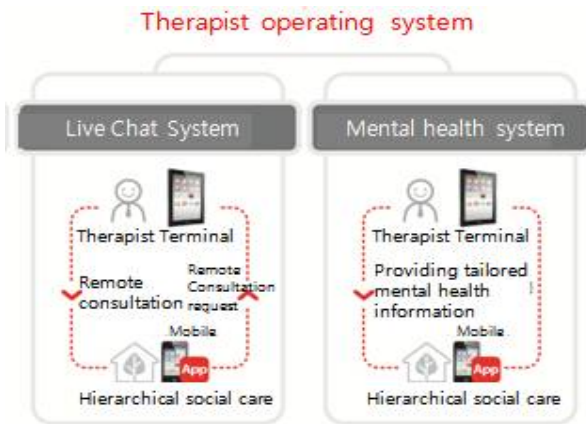 Therapist operating system
Live Chat System
Therapist Terminal
Remote
consultation
Remote
Consultation
request
Mobile
App
Hierarchical social care
Mental health system
Therapist Terminal
Providing tailored
mental health
information
Mobile
App
Hierarchical social care